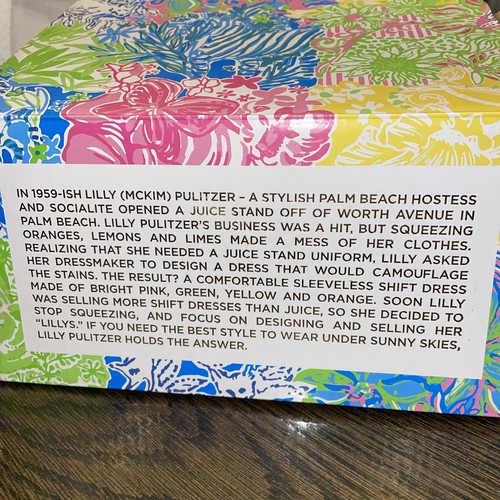 IN 1959-ISH LILLY (MCKIM) PULITZER – A STYLISH PALM BEACH HOSTESS
AND SOCIALITE OPENED A JUICE STAND OFF OF WORTH AVENUE IN
PALM BEACH. LILLY PULITZER'S BUSINESS WAS A HIT, BUT SQUEEZING
ORANGES, LEMONS AND LIMES MADE A MESS OF HER CLOTHES.
REALIZING THAT SHE NEEDED A JUICE STAND UNIFORM, LILLY ASKED
HER DRESSMAKER TO DESIGN A DRESS THAT WOULD CAMOUFLAGE
THE STAINS. THE RESULT? A COMFORTABLE SLEEVELESS SHIFT DRESS
MADE OF BRIGHT PINK, GREEN, YELLOW AND ORANGE. SOON LILLY
WAS SELLING MORE SHIFT DRESSES THAN JUICE, SO SHE DECIDED TO
STOP SQUEEZING, AND FOCUS ON DESIGNING AND SELLING HER
“LILLYS.” IF YOU NEED THE BEST STYLE TO WEAR UNDER SUNNY SKIES,
LILLY PULITZER HOLDS THE ANSWER.